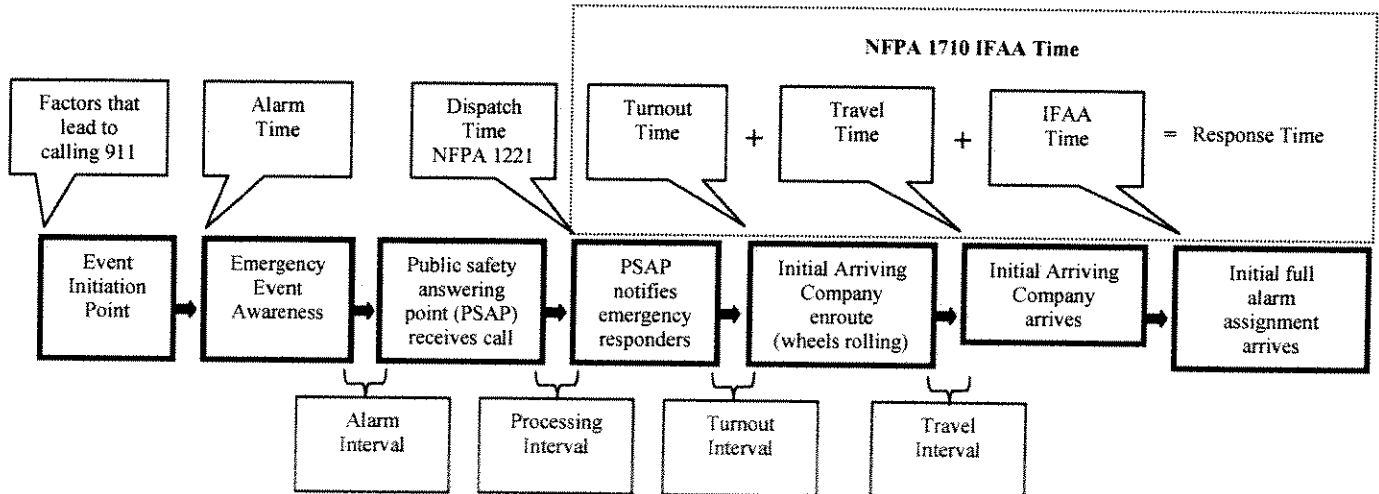 NFPA 1710 IFAA Time
Factors that
lead to
calling 911
Alarm
Time
Dispatch
Time
NFPA 1221
Turnout
Time
+
Travel
Time
+
IFAA
Time
= Response Time
Event
Initiation
Point
Emergency
Event
Awareness
Public safety
answering
point (PSAP)
receives call
PSAP
notifies
emergency
responders
Initial Arriving
Company
enroute
(wheels rolling)
Initial Arriving
Company
arrives
Initial full
alarm
assignment
arrives
Alarm
Interval
Processing
Interval
Turnout
Interval
Travel
Interval